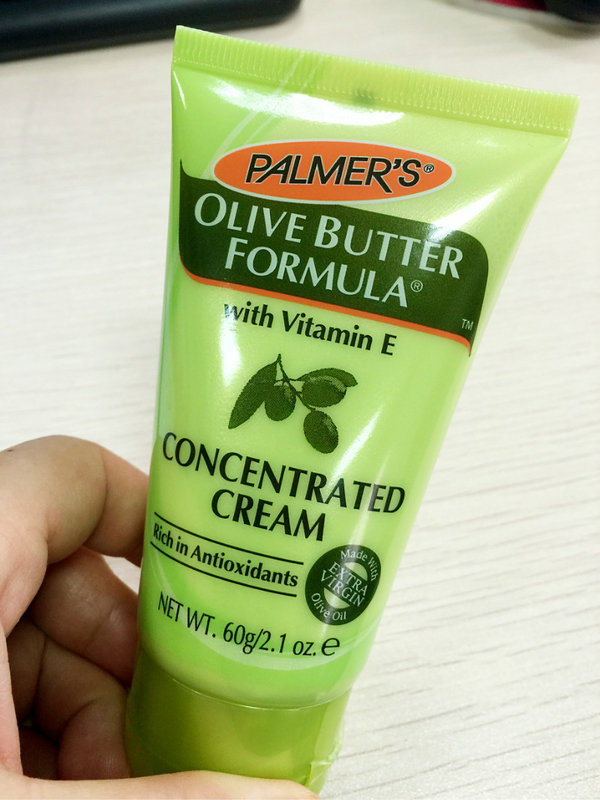 PALMER'S®
OLIVE BUTTER
FORMULA®
TM
with Vitamin E
CONCENTRATED
CREAM
Rich in Antioxidants
Made With
EXTRA
VIRGIN
Olive Oil
NET WT. 60g/2.1 oz. e